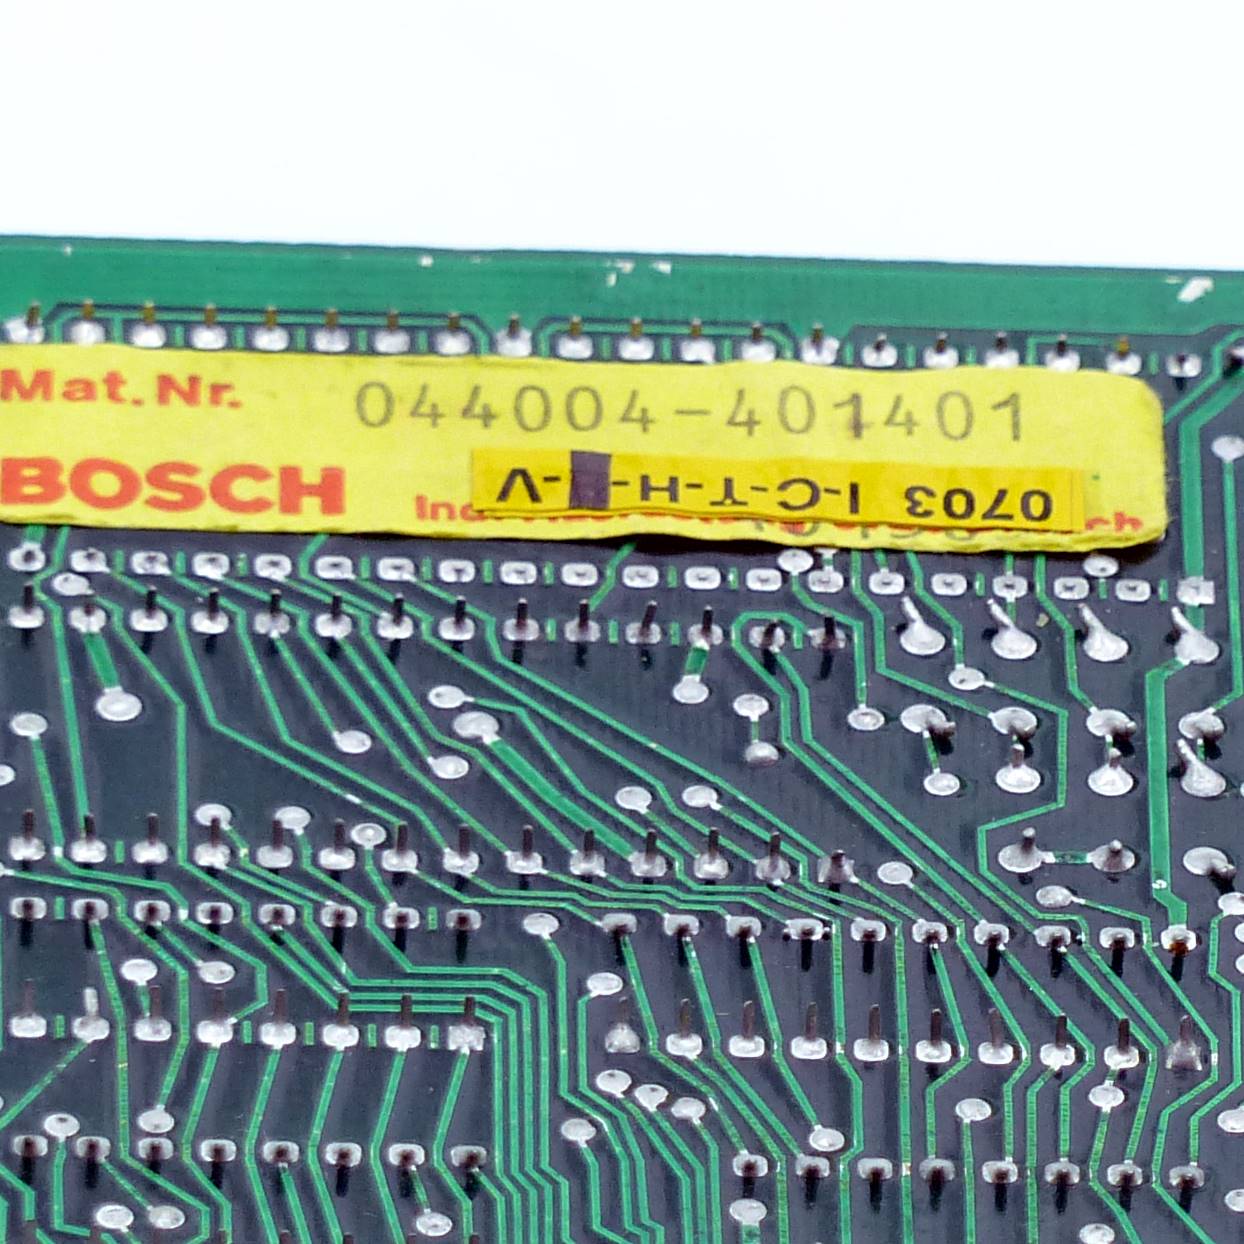 Mat. Nr. 044004-401401
BOSCH
0703 I-C-T-H-
-V